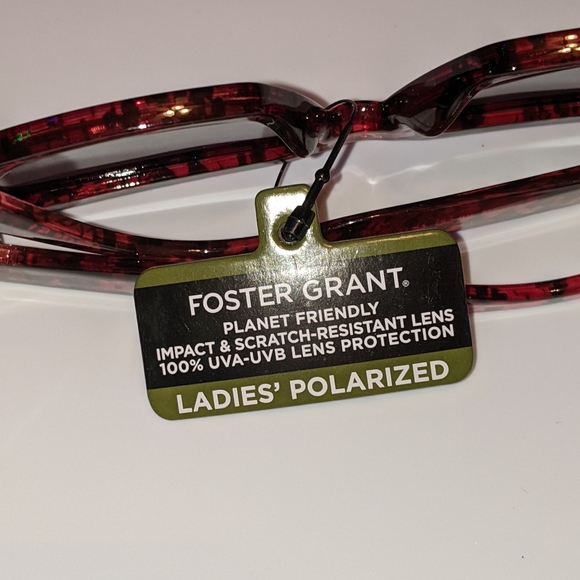 FOSTER GRANT®
PLANET FRIENDLY
IMPACT & SCRATCH-RESISTANT LENS
100% UVA-UVB LENS PROTECTION
LADIES' POLARIZED